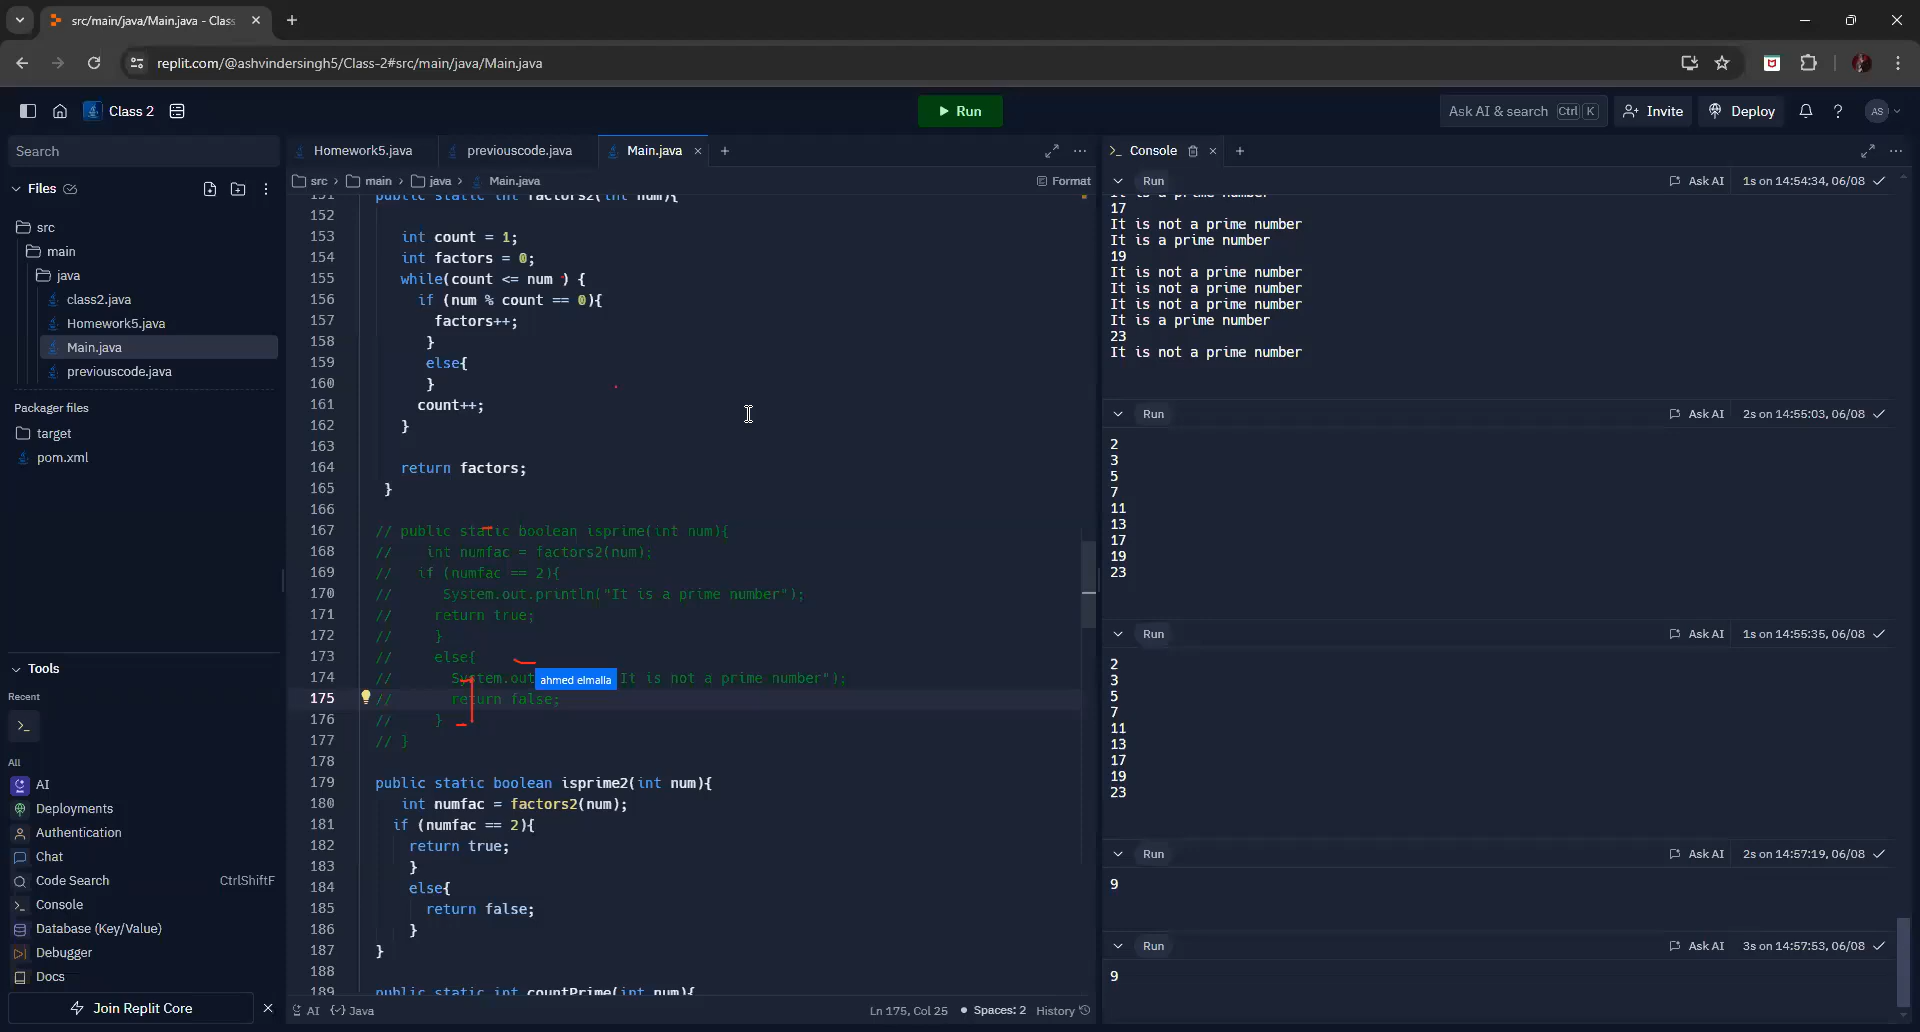 src/main/java/Main.java - Clas
replit.com/@ashvindersingh5/Class-2#src/main/java/Main.java
Class 2
Run
Ask AI & search Ctrl K
Invite
Deploy
?
AS
Search
Files
src
main
java
class2.java
Homework5.java
Main.java
previouscode.java
Packager files
target
pom.xml
Tools
Recent
All
AI
Deployments
Authentication
Chat
Code Search CtrlShiftF
Console
Database (Key/Value)
Debugger
Docs
Join Replit Core
Homework5.java
previouscode.java
Main.java
src > main > java > Main.java
Format
151 public static int factors2(int num){
152
153 int count = 1;
154 int factors = 0;
155 while(count <= num ) {
156 if (num % count == 0){
157 factors++;
158 }
159 else{
160 }
161 count++;
162 }
163
164 return factors;
165 }
166
167 // public static boolean isprime(int num){
168 // int numfac = factors2(num);
169 // if (numfac == 2){
170 // System.out.println("It is a prime number");
171 // return true;
172 // }
173 // else{
174 // System.out ahmed elmalla It is not a prime number");
175 // return false;
176 // }
177 // }
178
179 public static boolean isprime2(int num){
180 int numfac = factors2(num);
181 if (numfac == 2){
182 return true;
183 }
184 else{
185 return false;
186 }
187 }
188
189 public static int countPrime(int num){
AI
Java
Ln 175, Col 25
Spaces: 2
History
Console
Run
Ask AI 1s on 14:54:34, 06/08
It is a prime number
17
It is not a prime number
It is a prime number
19
It is not a prime number
It is not a prime number
It is not a prime number
It is a prime number
23
It is not a prime number
Run
Ask AI 2s on 14:55:03, 06/08
2
3
5
7
11
13
17
19
23
Run
Ask AI 1s on 14:55:35, 06/08
2
3
5
7
11
13
17
19
23
Run
Ask AI 2s on 14:57:19, 06/08
9
Run
Ask AI 3s on 14:57:53, 06/08
9